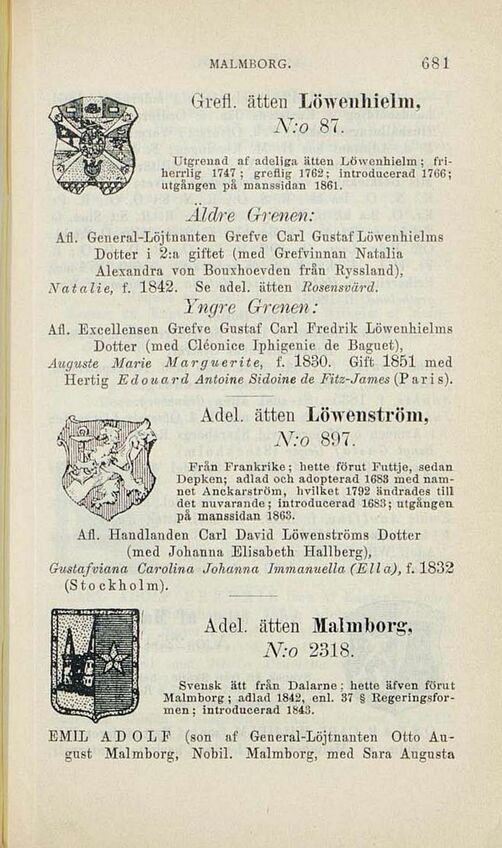 MALMBORG. 681
Grefl. ätten Löwenhielm,
N:o 87.
Utgrenad af adeliga ätten Löwenhielm; fri-
herrlig 1747; greflig 1762; introducerad 1766;
utgången på manssidan 1861.
Äldre Grenen:
Afl. General-Löjtnanten Grefve Carl Gustaf Löwenhielms
Dotter i 2:a giftet (med Grefvinnan Natalia
Alexandra von Bouxhoevden från Ryssland),
Natalie, f. 1842. Se adel. ätten Rosensvärd.
Yngre Grenen:
Afl. Excellensen Grefve Gustaf Carl Fredrik Löwenhielms
Dotter (med Cléonice Iphigenie de Baguet),
Auguste Marie Marguerite, f. 1830. Gift 1851 med
Hertig Edouard Antoine Sidoine de Fitz-James (Paris).
Adel. ätten Löwenström,
N:o 897.
Från Frankrike; hette förut Futtje, sedan
Depken; adlad och adopterad 1683 med nam-
net Anckarström, hvilket 1792 ändrades till
det nuvarande; introducerad 1683; utgången
på manssidan 1863.
Afl. Handlanden Carl David Löwenströms Dotter
(med Johanna Elisabeth Hallberg),
Gustafviana Carolina Johanna Immanuella (Ella), f. 1832
(Stockholm).
Adel. ätten Malmborg,
N:o 2318.
Svensk ätt från Dalarne; hette äfven förut
Malmborg; adlad 1842, enl. 37 § Regeringsfor-
men; introducerad 1843.
EMIL ADOLF (son af General-Löjtnanten Otto Au-
gust Malmborg, Nobil. Malmborg, med Sara Augusta